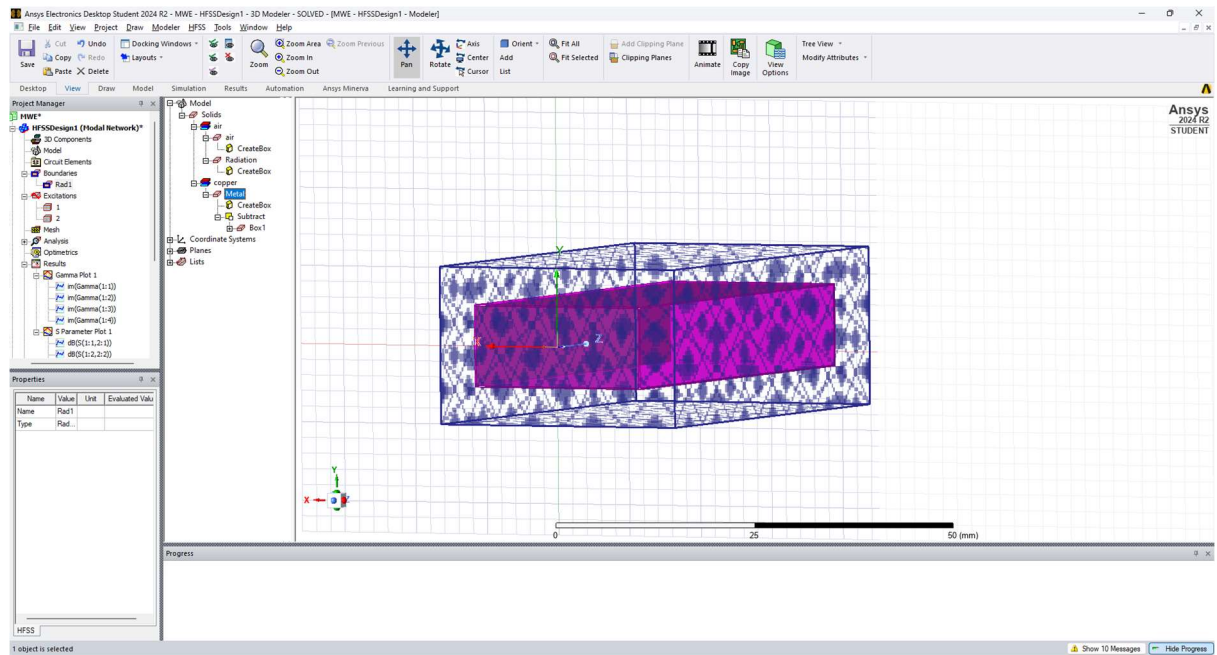 Ansys Electronics Desktop Student 2024 R2 - MWE - HFSSDesign1 - 3D Modeler - SOLVED - [MWE - HFSSDesign1 - Modeler]
File Edit View Project Draw Modeler HFSS Tools Window Help
Save
Cut
Copy
Paste
Undo
Redo
Delete
Docking Windows
Layouts
Zoom
Zoom Area
Zoom In
Zoom Out
Zoom Previous
Pan
Rotate
Axis
Center
Cursor
Orient
Add
List
Fit All
Fit Selected
Add Clipping Plane
Clipping Planes
Animate
Copy Image
View Options
Tree View
Modify Attributes
Desktop View Draw Model Simulation Results Automation Ansys Minerva Learning and Support
Project Manager
MWE*
HFSSDesign1 (Modal Network)*
3D Components
Model
Circuit Elements
Boundaries
Rad1
Excitations
1
2
Mesh
Analysis
Optimetrics
Results
Gamma Plot 1
im(Gamma(1:1))
im(Gamma(1:2))
im(Gamma(1:3))
im(Gamma(1:4))
S Parameter Plot 1
dB(S(1:1,2:1))
dB(S(1:2,2:2))
Properties
Name Value Unit Evaluated Valu
Name Rad1
Type Rad...
HFSS
Model
Solids
air
air
CreateBox
Radiation
CreateBox
copper
Metal
CreateBox
Subtract
Box1
Coordinate Systems
Planes
Lists
Ansys
2024 R2
STUDENT
Y
X
Z
Y
X
0 25 50 (mm)
Progress
1 object is selected
Show 10 Messages
Hide Progress